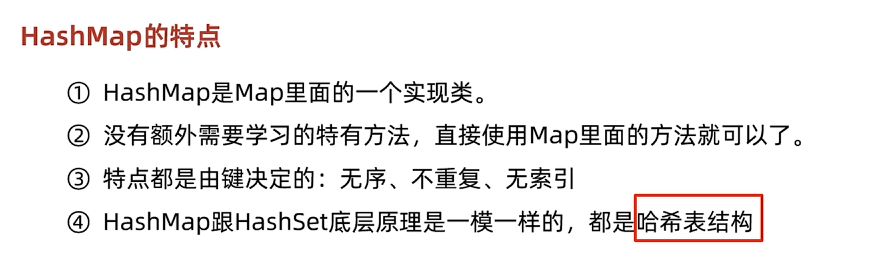 HashMap的特点
① HashMap是Map里面的一个实现类。
② 没有额外需要学习的特有方法，直接使用Map里面的方法就可以了。
③ 特点都是由键决定的：无序、不重复、无索引
④ HashMap跟HashSet底层原理是一模一样的，都是哈希表结构